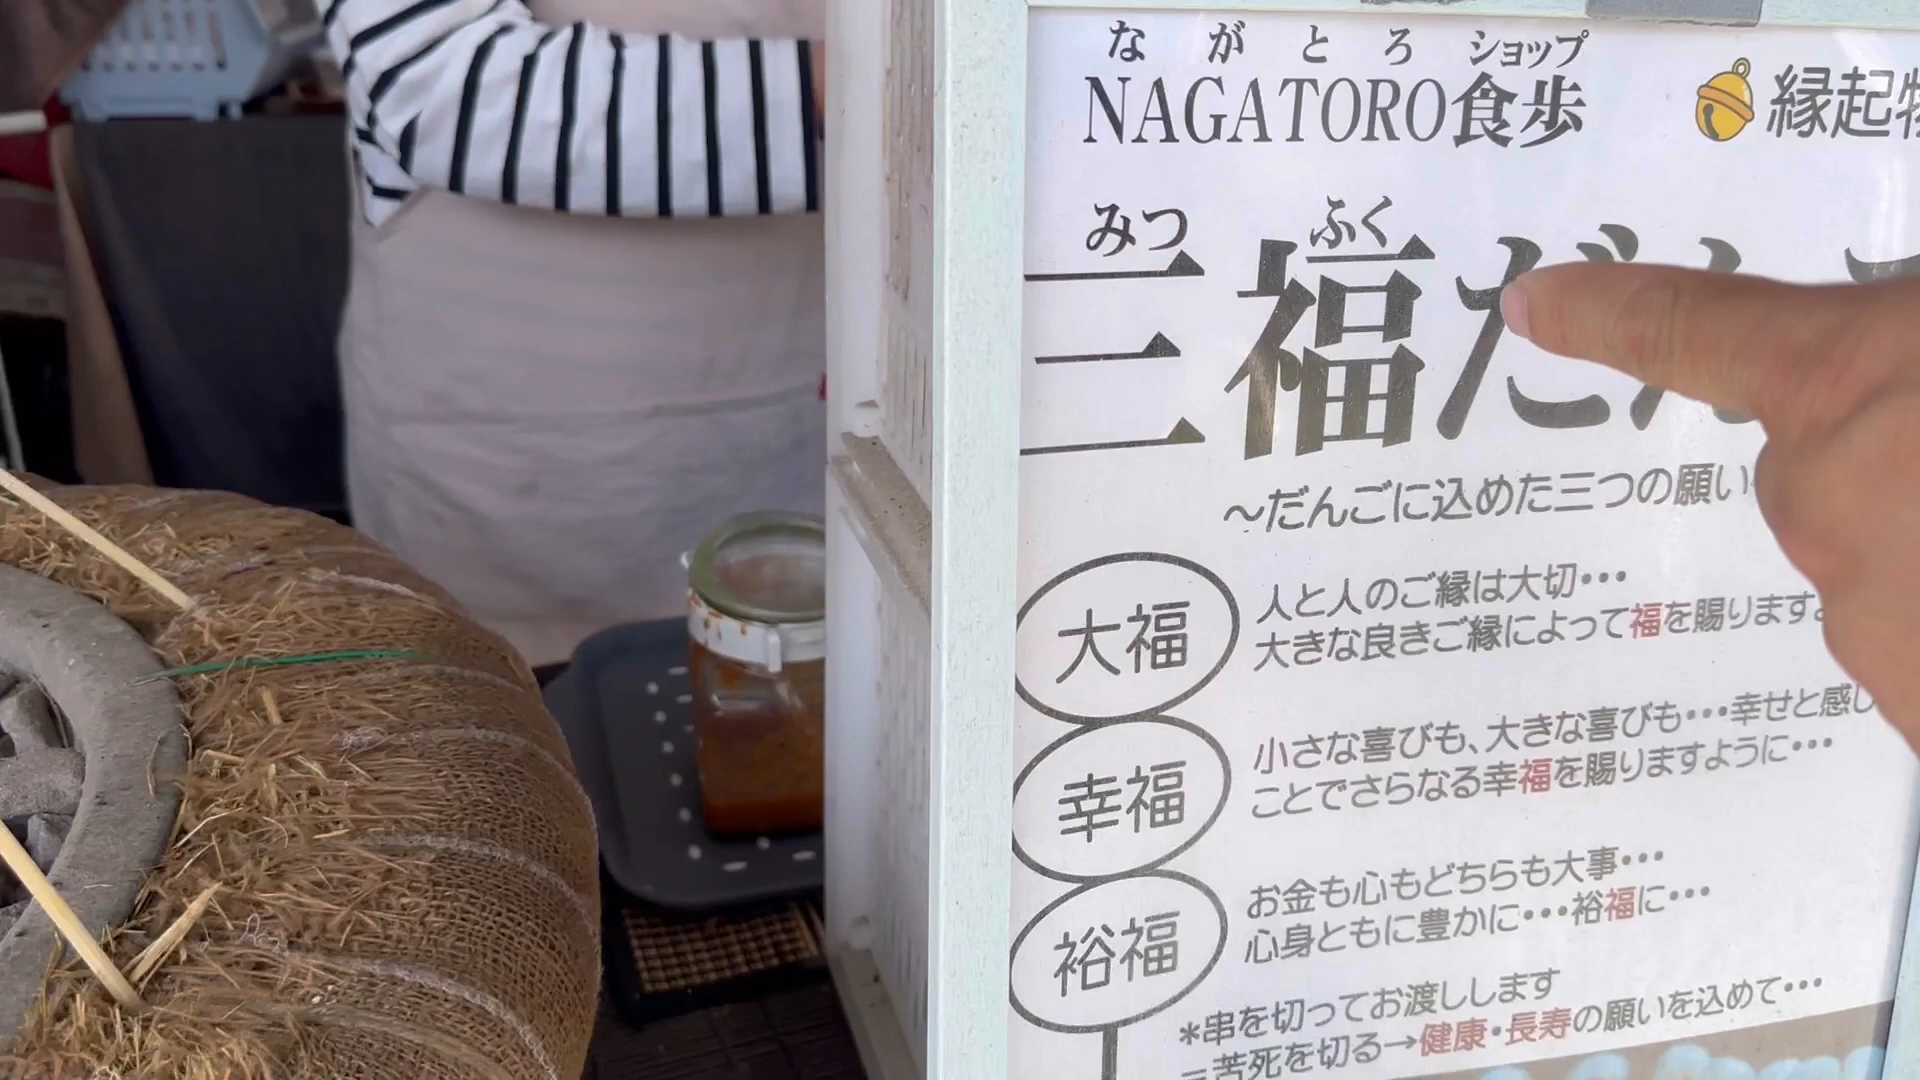 ながとろ ショップ
NAGATORO食歩
縁起物
みつ ふく
三福だん
～だんごに込めた三つの願い
大福
人と人のご縁は大切･･･
大きな良きご縁によって福を賜ります。
幸福
小さな喜びも、大きな喜びも･･･幸せと感じ
ことでさらなる幸福を賜りますように･･･
裕福
お金も心もどちらも大事･･･
心身ともに豊かに･･･裕福に･･･
*串を切ってお渡しします
=苦死を切る→健康・長寿の願いを込めて･･･